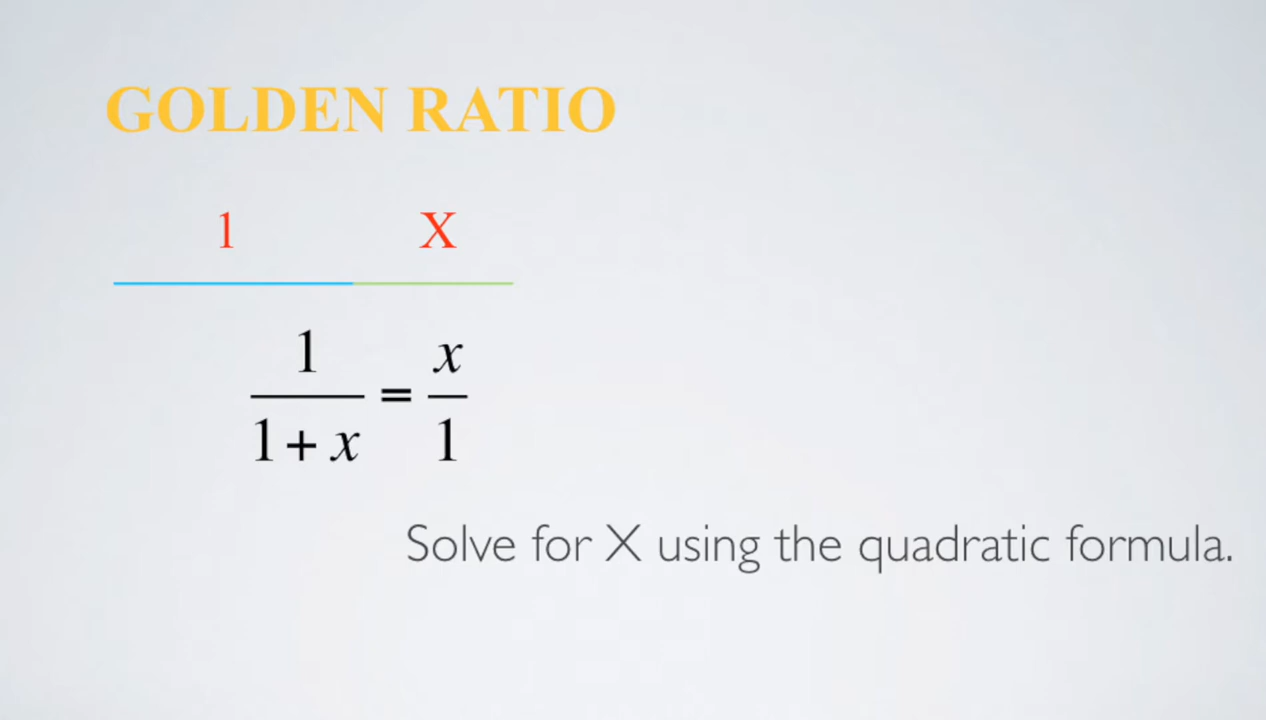 GOLDEN RATIO
1 X
1/(1+x) = x/1
Solve for X using the quadratic formula.